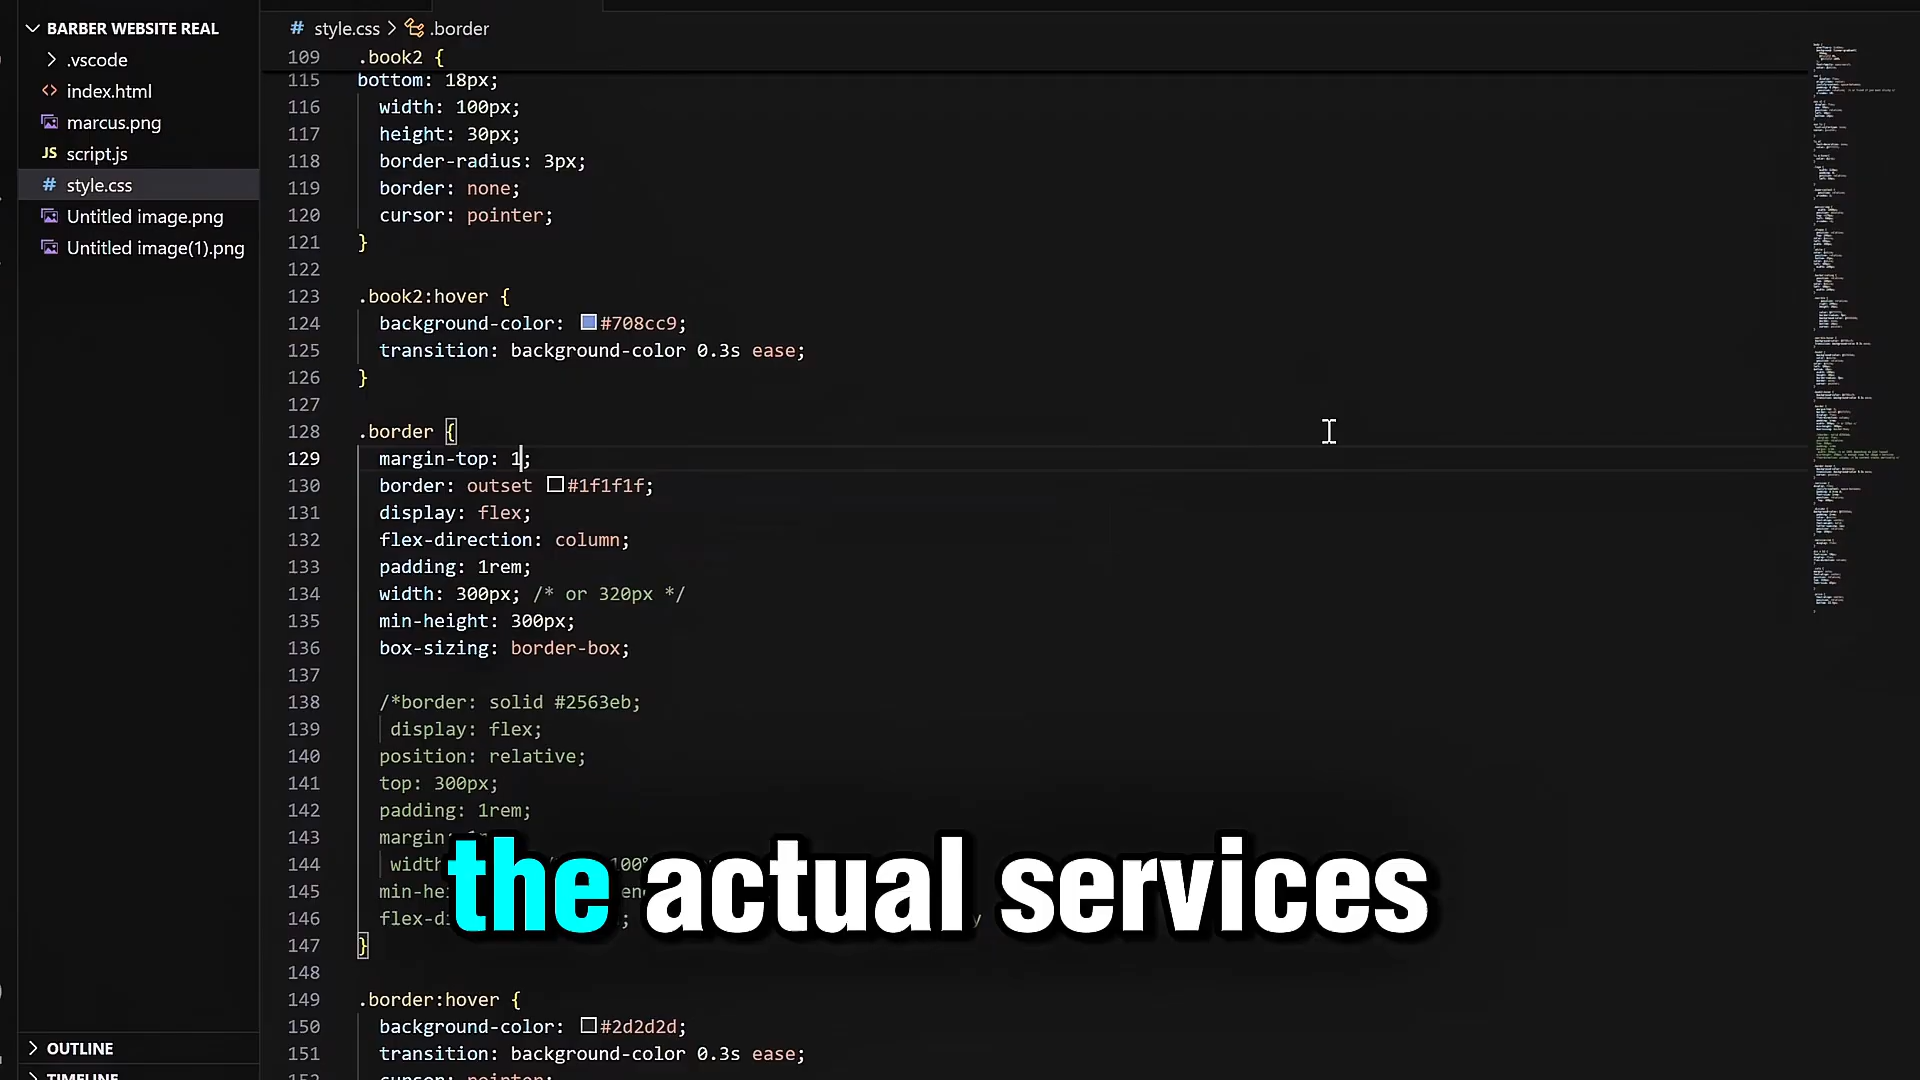 BARBER WEBSITE REAL
.vscode
index.html
marcus.png
JS script.js
# style.css
Untitled image.png
Untitled image(1).png
OUTLINE
TIMELINE
# style.css > .border
109 .book2 {
115 bottom: 18px;
116 width: 100px;
117 height: 30px;
118 border-radius: 3px;
119 border: none;
120 cursor: pointer;
121 }
122
123 .book2:hover {
124 background-color: #708cc9;
125 transition: background-color 0.3s ease;
126 }
127
128 .border {
129 margin-top: 1;
130 border: outset #1f1f1f;
131 display: flex;
132 flex-direction: column;
133 padding: 1rem;
134 width: 300px; /* or 320px */
135 min-height: 300px;
136 box-sizing: border-box;
137
138 /*border: solid #2563eb;
139 display: flex;
140 position: relative;
141 top: 300px;
142 padding: 1rem;
143 margin:
144 width 100%
145 min-hei
146 flex-d ;
147 }
148
149 .border:hover {
150 background-color: #2d2d2d;
151 transition: background-color 0.3s ease;
152 cursor: pointer;
the actual services